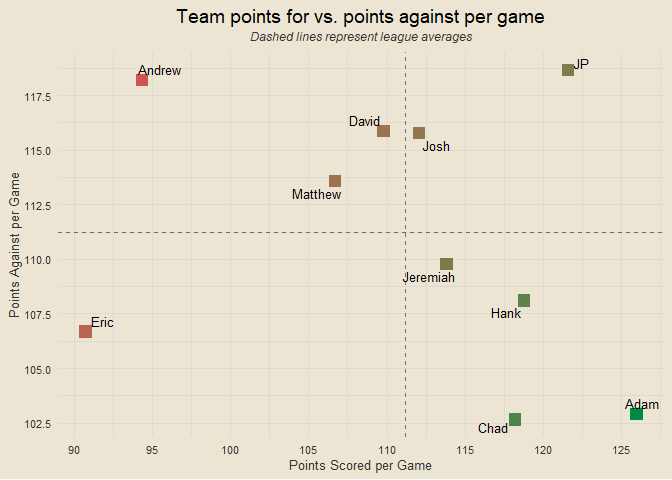 Team points for vs. points against per game
Dashed lines represent league averages
Andrew
JP
117.5
David
Josh
115.0
Matthew
112.5
110.0
Jeremiah
Hank
107.5
Eric
105.0
Adam
102.5
Chad
Points Against per Game
90 95 100 105 110 115 120 125
Points Scored per Game